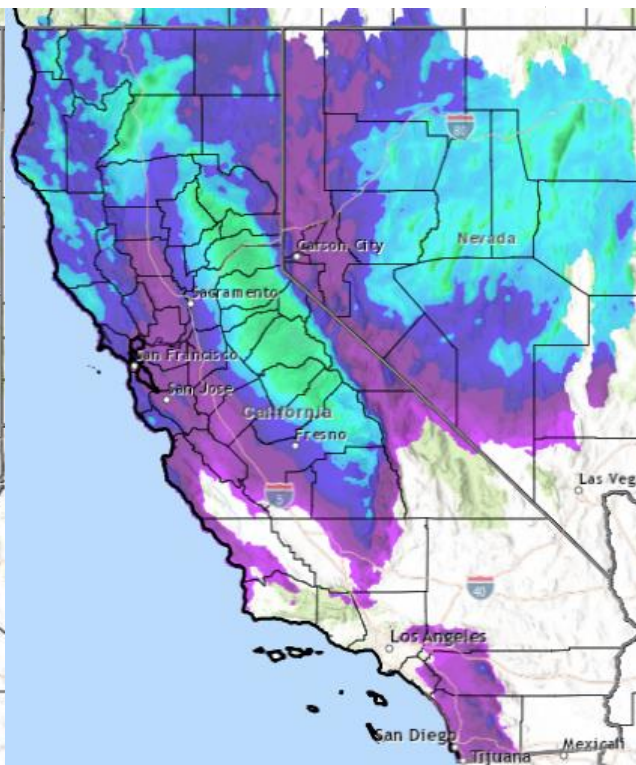 80
Carson City
Nevada
Sacramento
San Francisco
San Jose
California
Fresno
5
Las Veg
40
Los Angeles
San Diego
Tijuana
Mexicali